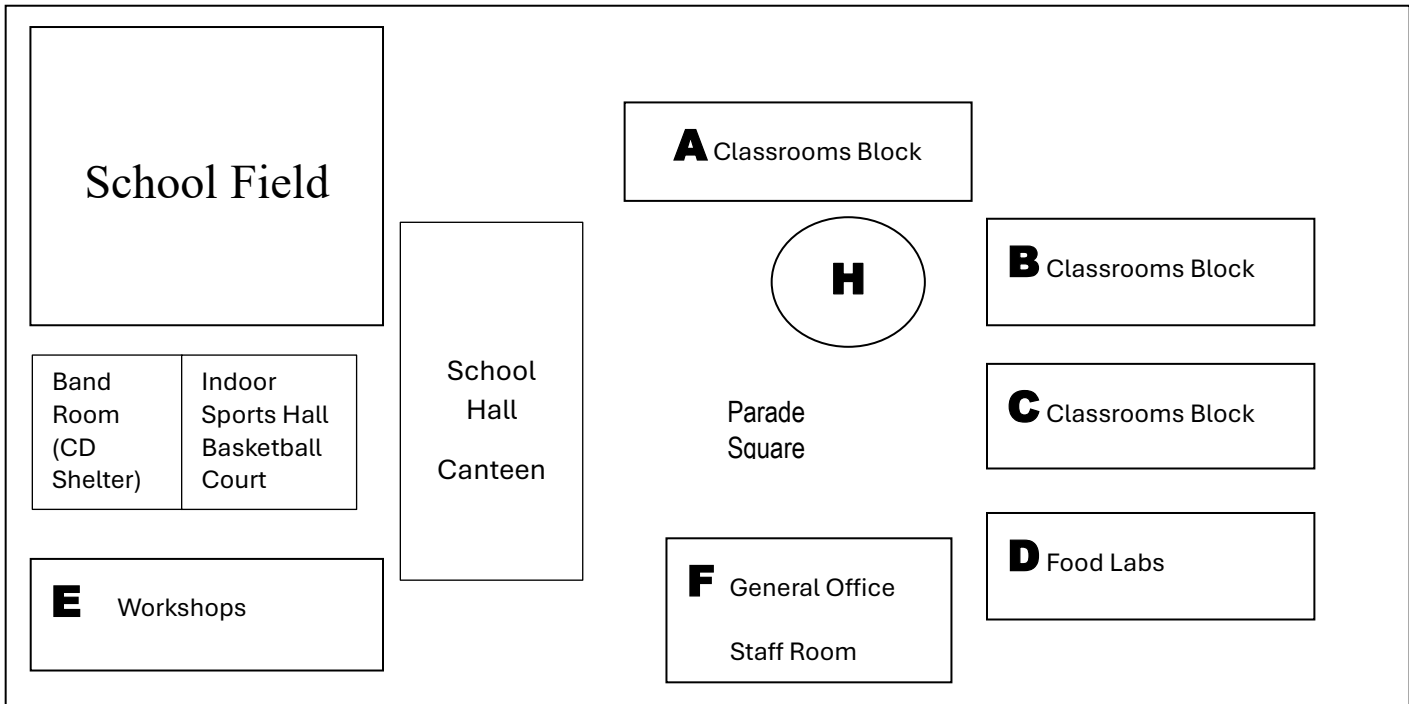 School Field
A Classrooms Block
H
B Classrooms Block
Band
Room
(CD
Shelter)
Indoor
Sports Hall
Basketball
Court
School
Hall
Canteen
Parade
Square
C Classrooms Block
E Workshops
F General Office
Staff Room
D Food Labs